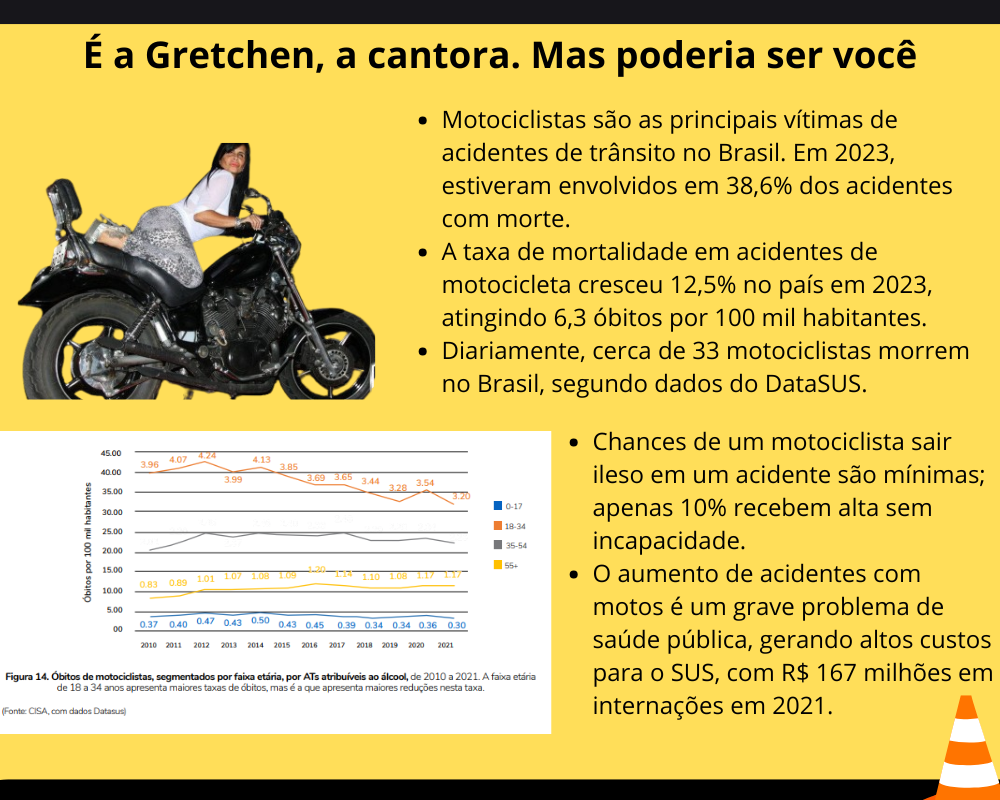 É a Gretchen, a cantora. Mas poderia ser você
• Motociclistas são as principais vítimas de
acidentes de trânsito no Brasil. Em 2023,
estiveram envolvidos em 38,6% dos acidentes
com morte.
• A taxa de mortalidade em acidentes de
motocicleta cresceu 12,5% no país em 2023,
atingindo 6,3 óbitos por 100 mil habitantes.
• Diariamente, cerca de 33 motociclistas morrem
no Brasil, segundo dados do DataSUS.
Óbitos por 100 mil habitantes
45.00
40.00
35.00
30.00
25.00
20.00
15.00
10.00
5.00
00
3.96 4.07 4.24 3.99 4.13 3.85 3.69 3.65 3.44 3.28 3.54 3.20
0.83 0.89 1.01 1.07 1.08 1.09 1.20 1.14 1.10 1.08 1.17 1.17
0.37 0.40 0.47 0.43 0.50 0.43 0.45 0.39 0.34 0.34 0.36 0.30
2010 2011 2012 2013 2014 2015 2016 2017 2018 2019 2020 2021
0-17
18-34
35-54
55+
Figura 14. Óbitos de motociclistas, segmentados por faixa etária, por ATs atribuíveis ao álcool, de 2010 a 2021. A faixa etária
de 18 a 34 anos apresenta maiores taxas de óbitos, mas é a que apresenta maiores reduções nesta taxa.
(Fonte: CISA, com dados Datasus)
• Chances de um motociclista sair
ileso em um acidente são mínimas;
apenas 10% recebem alta sem
incapacidade.
• O aumento de acidentes com
motos é um grave problema de
saúde pública, gerando altos custos
para o SUS, com R$ 167 milhões em
internações em 2021.